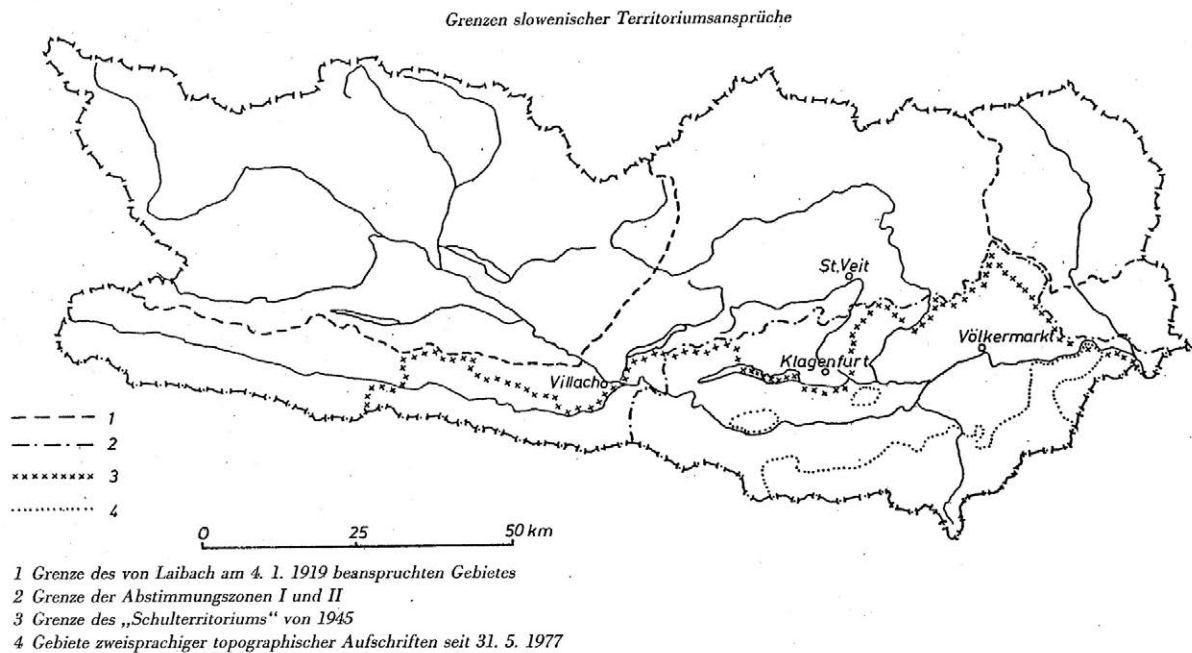 Grenzen slowenischer Territoriumsansprüche
St. Veit
Völkermarkt
Klagenfurt
Villach
1
2
3
4
0 25 50 km
1 Grenze des von Laibach am 4. 1. 1919 beanspruchten Gebietes
2 Grenze der Abstimmungszonen I und II
3 Grenze des „Schulterritoriums“ von 1945
4 Gebiete zweisprachiger topographischer Aufschriften seit 31. 5. 1977